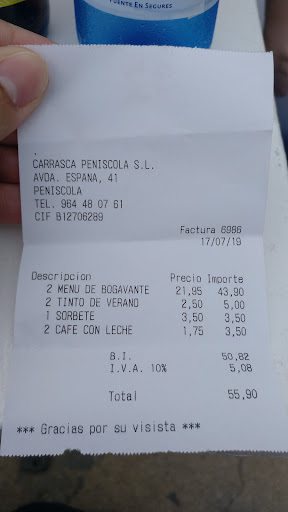 FUENTE EN SEGURES
.
CARRASCA PENISCOLA S.L.
AVDA. ESPANA, 41
PENISCOLA
TEL. 964 48 07 61
CIF B12706289
Factura 6986
17/07/19
Descripcion Precio Importe
2 MENU DE BOGAVANTE 21,95 43,90
2 TINTO DE VERANO 2,50 5,00
1 SORBETE 3,50 3,50
2 CAFE CON LECHE 1,75 3,50
B.I. 50,82
I.V.A. 10% 5,08
Total 55,90
*** Gracias por su visista ***